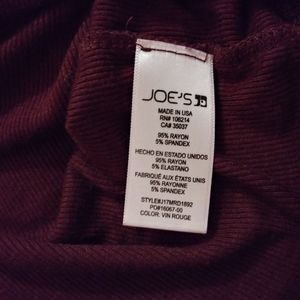 JOE'S
MADE IN USA
RN# 106214
CA# 35037
95% RAYON
5% SPANDEX
HECHO EN ESTADO UNIDOS
95% RAYON
5% ELASTANO
FABRIQUÉ AUX ÉTATS UNIS
95% RAYONNE
5% SPANDEX
STYLE#J17MRD1892
PO#16067-00
COLOR: VIN ROUGE